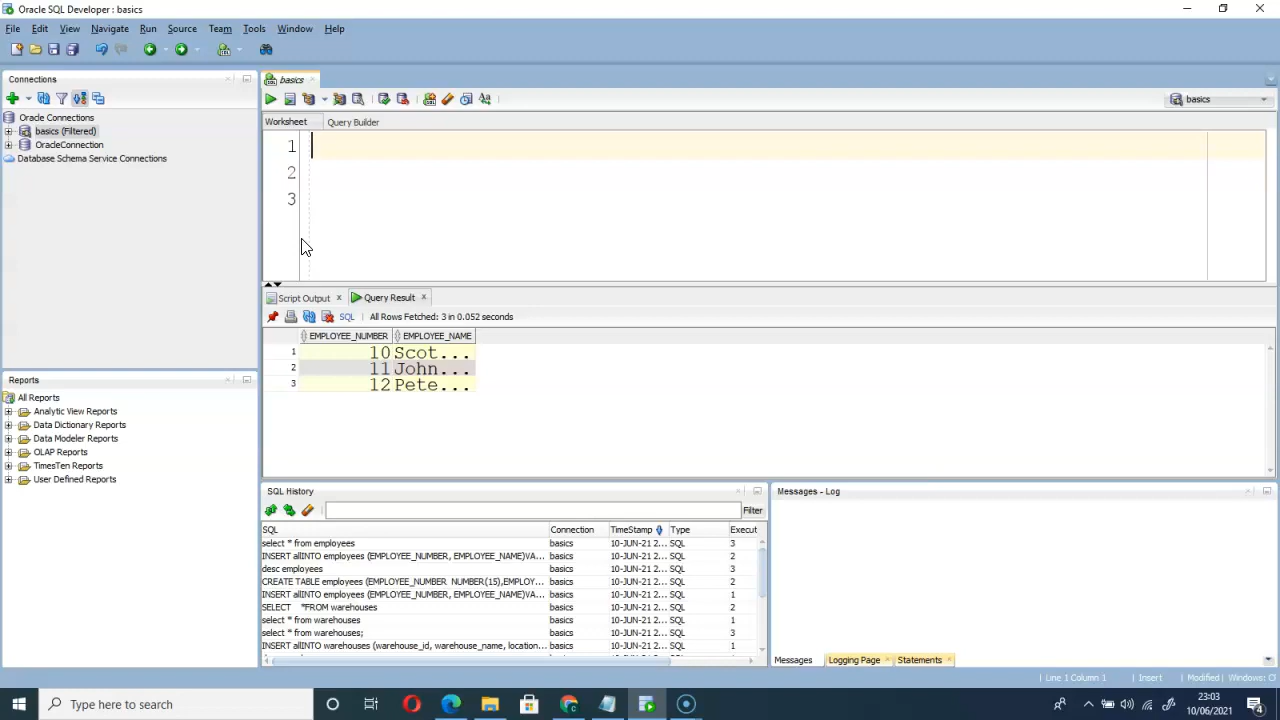 Oracle SQL Developer : basics
File Edit View Navigate Run Source Team Tools Window Help
Connections
Oracle Connections
basics (Filtered)
OracleConnection
Database Schema Service Connections
Reports
All Reports
Analytic View Reports
Data Dictionary Reports
Data Modeler Reports
OLAP Reports
TimesTen Reports
User Defined Reports
basics
basics
Worksheet Query Builder
1
2
3
Script Output Query Result
SQL All Rows Fetched: 3 in 0.052 seconds
EMPLOYEE_NUMBER EMPLOYEE_NAME
1 10 Scot...
2 11 John...
3 12 Pete...
SQL History
Filter
SQL Connection TimeStamp Type Execut
select * from employees basics 10-JUN-21 2... SQL 3
INSERT allINTO employees (EMPLOYEE_NUMBER, EMPLOYEE_NAME)VA... basics 10-JUN-21 2... SQL 2
desc employees basics 10-JUN-21 2... SQL 3
CREATE TABLE employees (EMPLOYEE_NUMBER NUMBER(15),EMPLOY... basics 10-JUN-21 2... SQL 2
INSERT allINTO employees (EMPLOYEE_NUMBER, EMPLOYEE_NAME)VA... basics 10-JUN-21 2... SQL 1
SELECT *FROM warehouses basics 10-JUN-21 2... SQL 2
select * from warehouses basics 10-JUN-21 2... SQL 1
select * from warehouses; basics 10-JUN-21 2... SQL 3
INSERT allINTO warehouses (warehouse_id, warehouse_name, location... basics 10-JUN-21 2... SQL 1
Messages - Log
Messages Logging Page Statements
Line 1 Column 1 Insert Modified Windows: C
Type here to search
23:03
10/06/2021
4